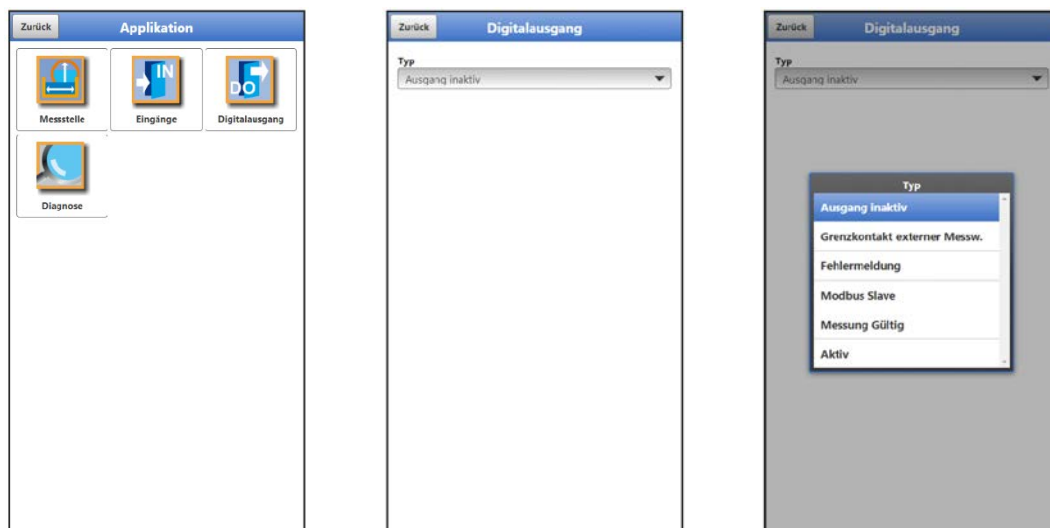 Zurück Applikation
IN
DO
Messstelle Eingänge Digitalausgang
Diagnose
Zurück Digitalausgang
Typ
Ausgang inaktiv
Zurück Digitalausgang
Typ
Ausgang inaktiv
Typ
Ausgang inaktiv
Grenzkontakt externer Messw.
Fehlermeldung
Modbus Slave
Messung Gültig
Aktiv